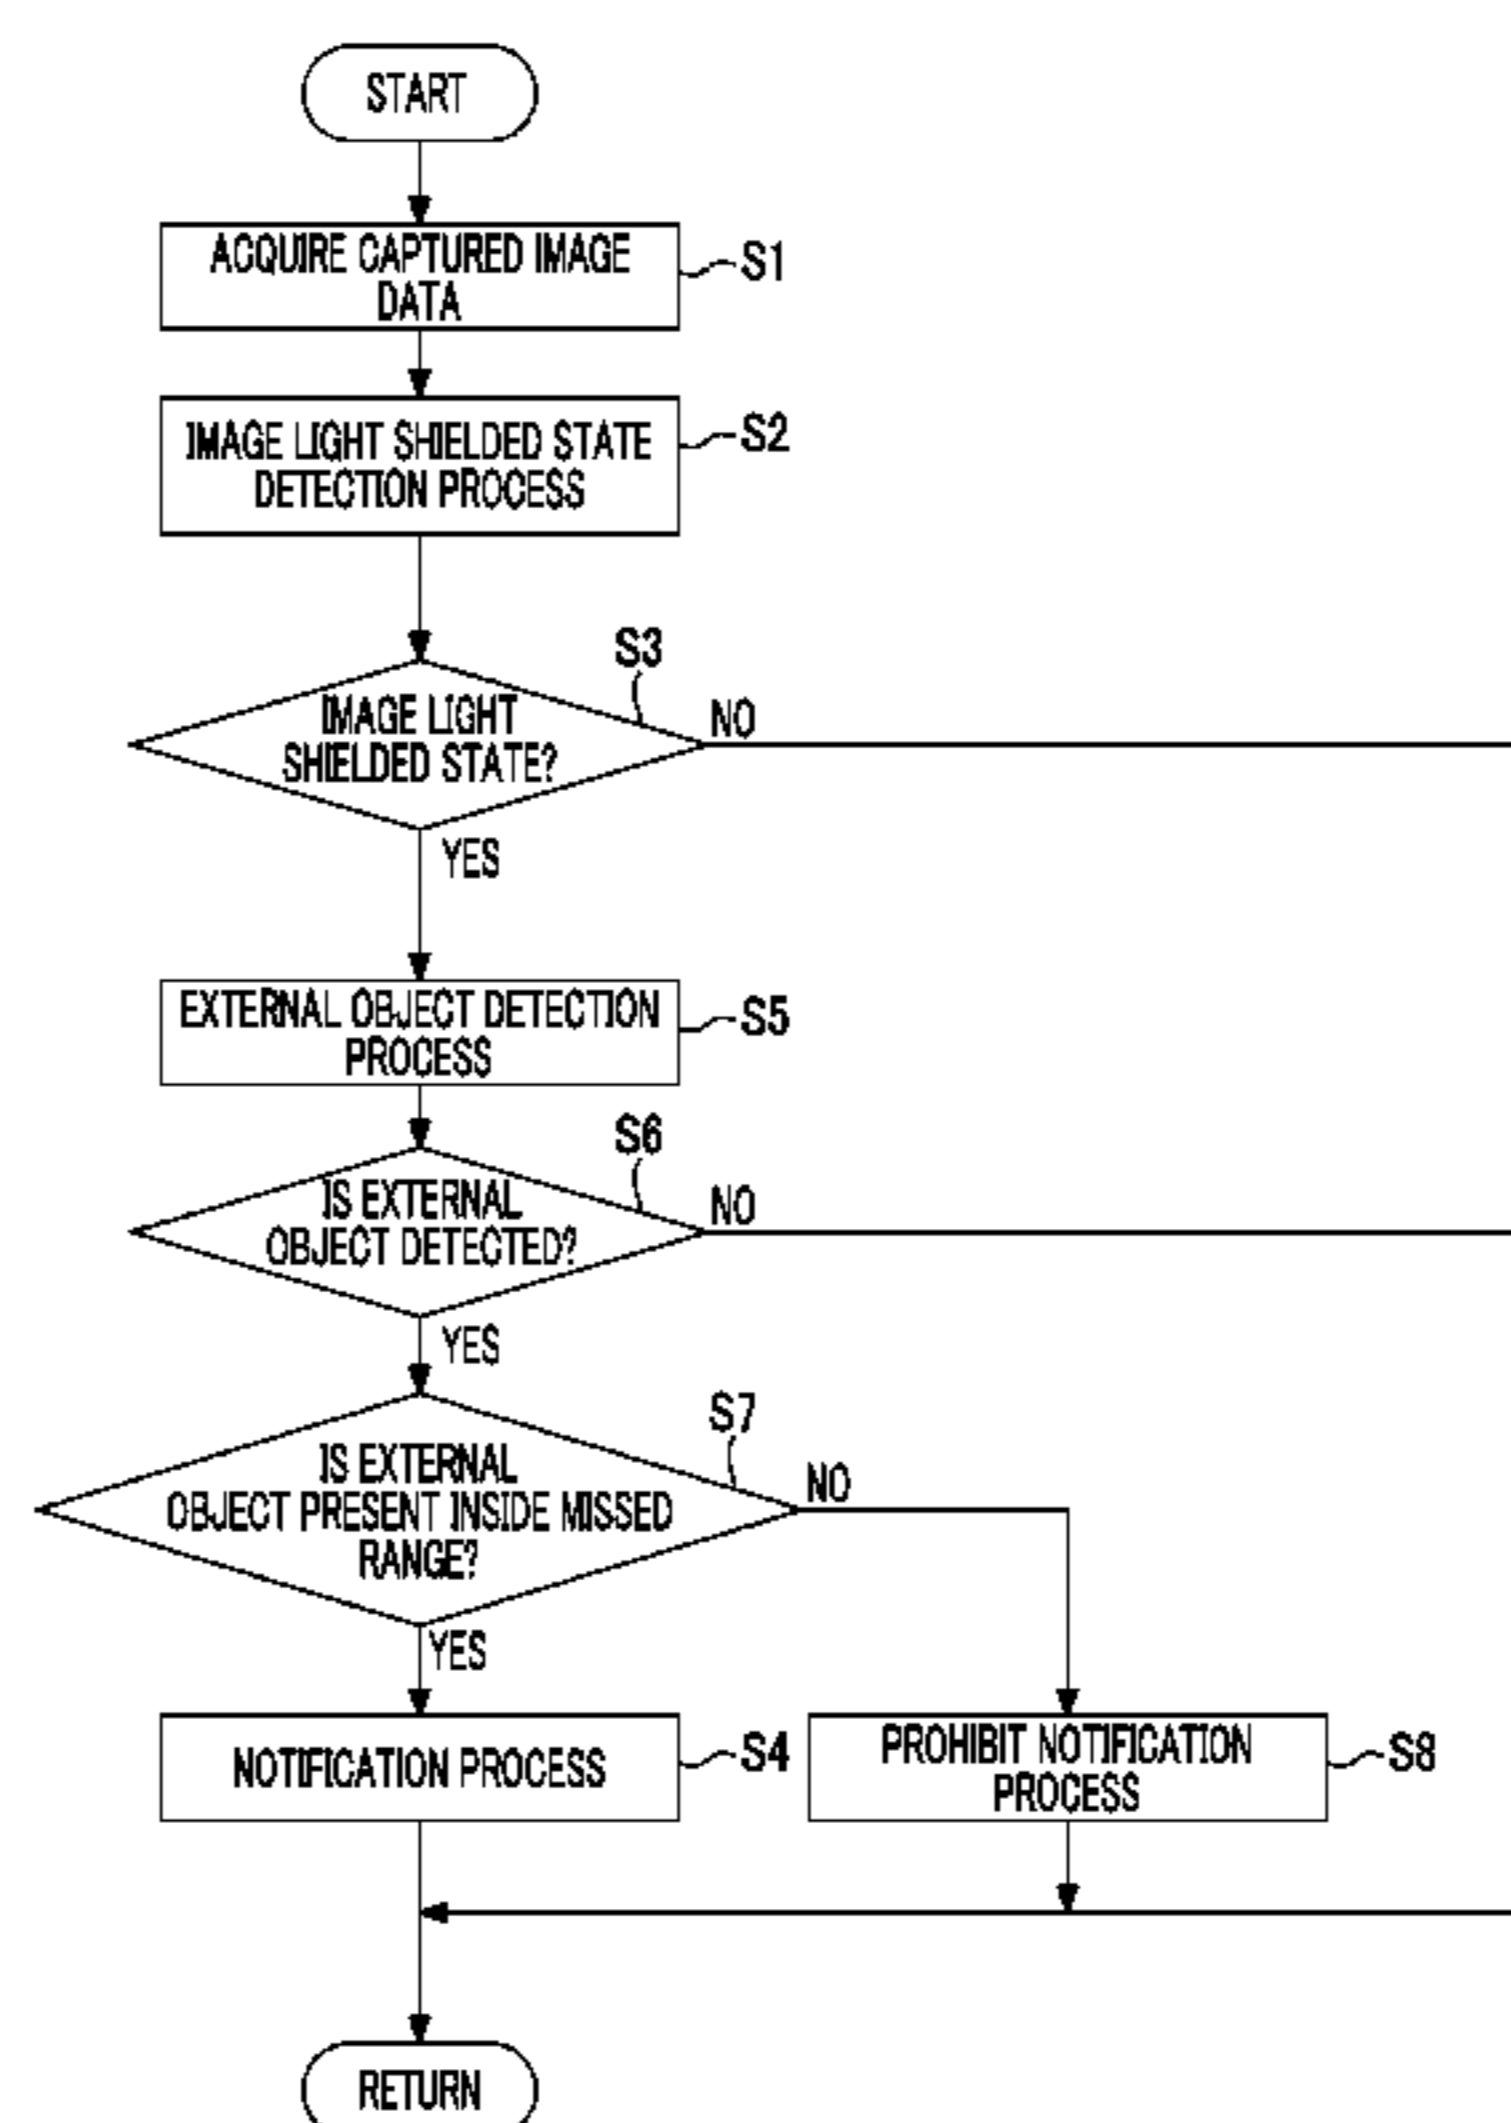 START
ACQUIRE CAPTURED IMAGE
DATA
S1
IMAGE LIGHT SHIELDED STATE
DETECTION PROCESS
S2
S3
IMAGE LIGHT
SHIELDED STATE?
NO
YES
EXTERNAL OBJECT DETECTION
PROCESS
S5
S6
IS EXTERNAL
OBJECT DETECTED?
NO
YES
S7
IS EXTERNAL
OBJECT PRESENT INSIDE MISSED
RANGE?
NO
YES
NOTIFICATION PROCESS
S4
PROHIBIT NOTIFICATION
PROCESS
S8
RETURN